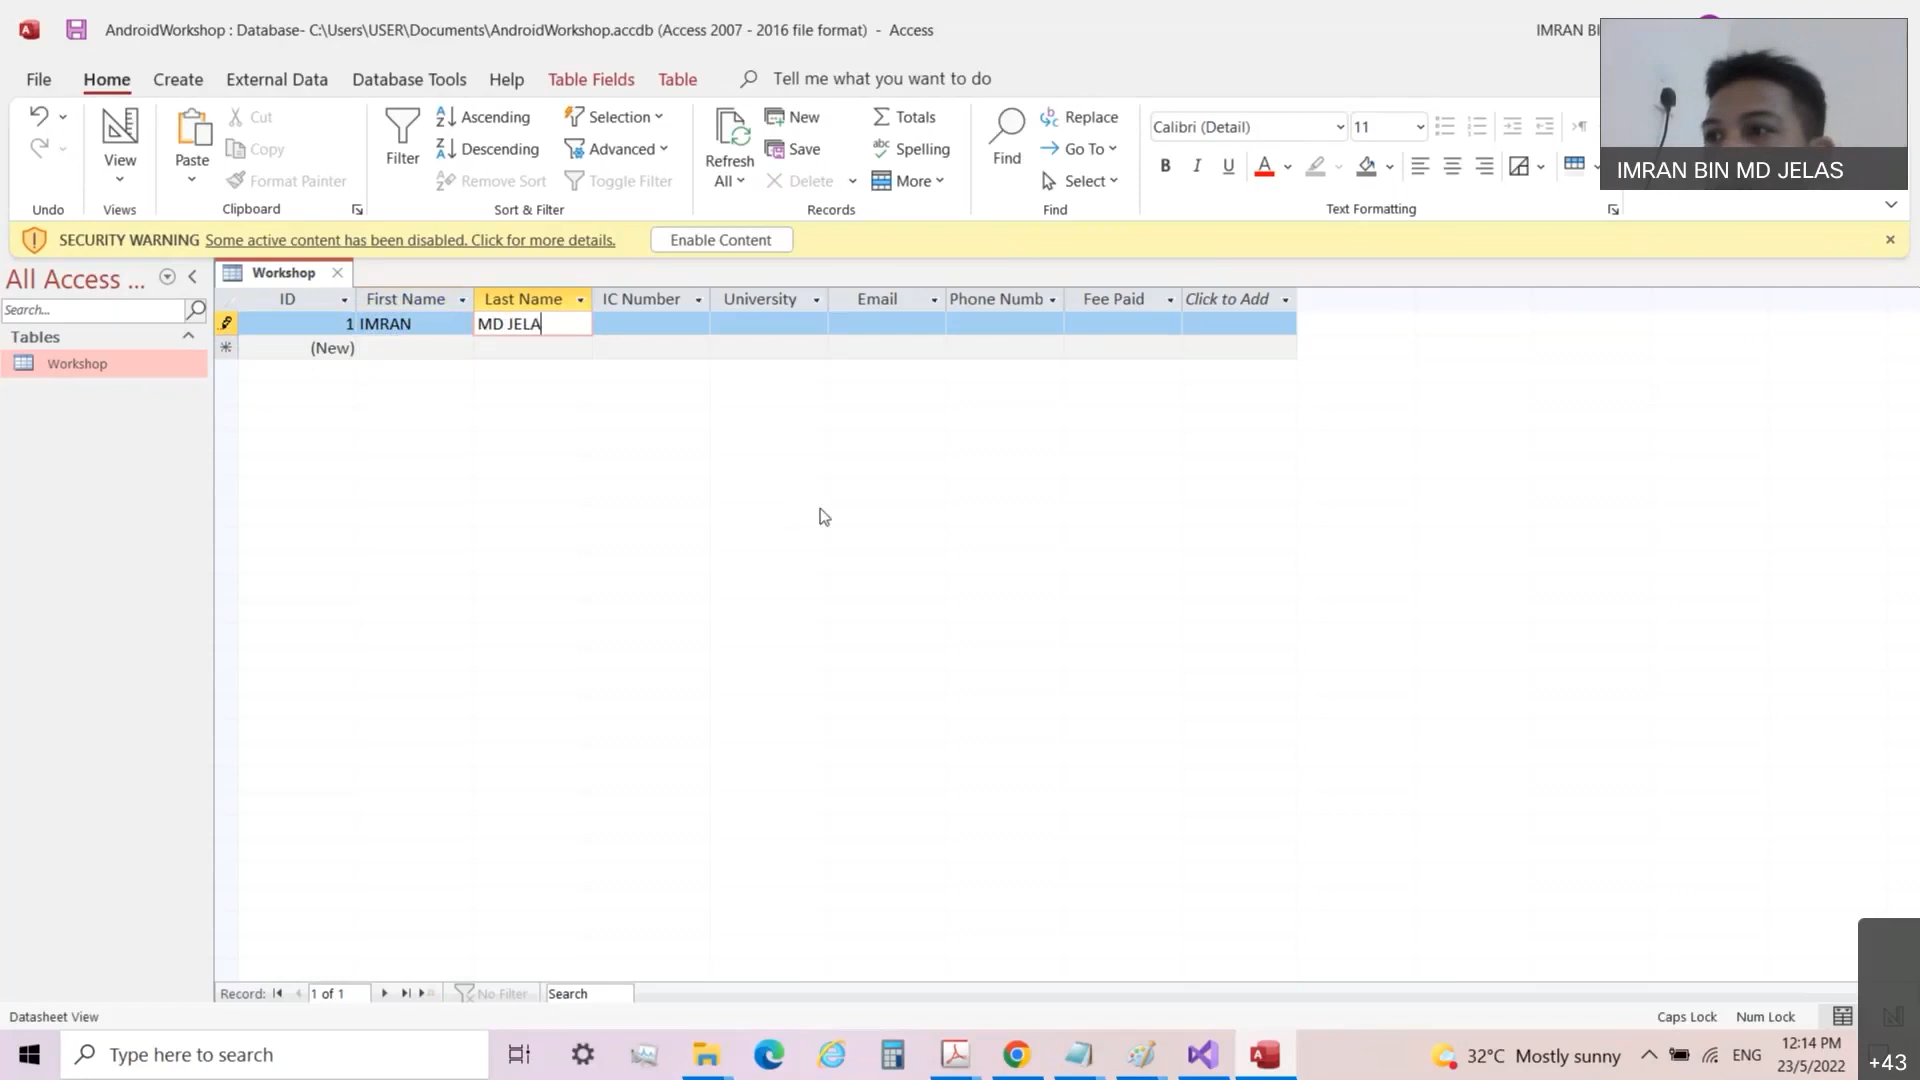 AndroidWorkshop : Database- C:\Users\USER\Documents\AndroidWorkshop.accdb (Access 2007 - 2016 file format) - Access
IMRAN BI
File Home Create External Data Database Tools Help Table Fields Table Tell me what you want to do
Undo
View
Views
Paste
Cut
Copy
Format Painter
Clipboard
Filter
Ascending
Descending
Remove Sort
Selection
Advanced
Toggle Filter
Sort & Filter
Refresh
All
New
Save
Delete
Totals
Spelling
More
Records
Find
Replace
Go To
Select
Find
Calibri (Detail) 11
B I U A
Text Formatting
IMRAN BIN MD JELAS
SECURITY WARNING Some active content has been disabled. Click for more details. Enable Content
All Access ...
Search...
Tables
Workshop
Workshop
ID First Name Last Name IC Number University Email Phone Numb Fee Paid Click to Add
1 IMRAN MD JELA
(New)
Record: 1 of 1 No Filter Search
Datasheet View
Caps Lock Num Lock
Type here to search
32°C Mostly sunny
ENG
12:14 PM
23/5/2022
+43